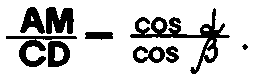 AM/CD — cos α/cos β.